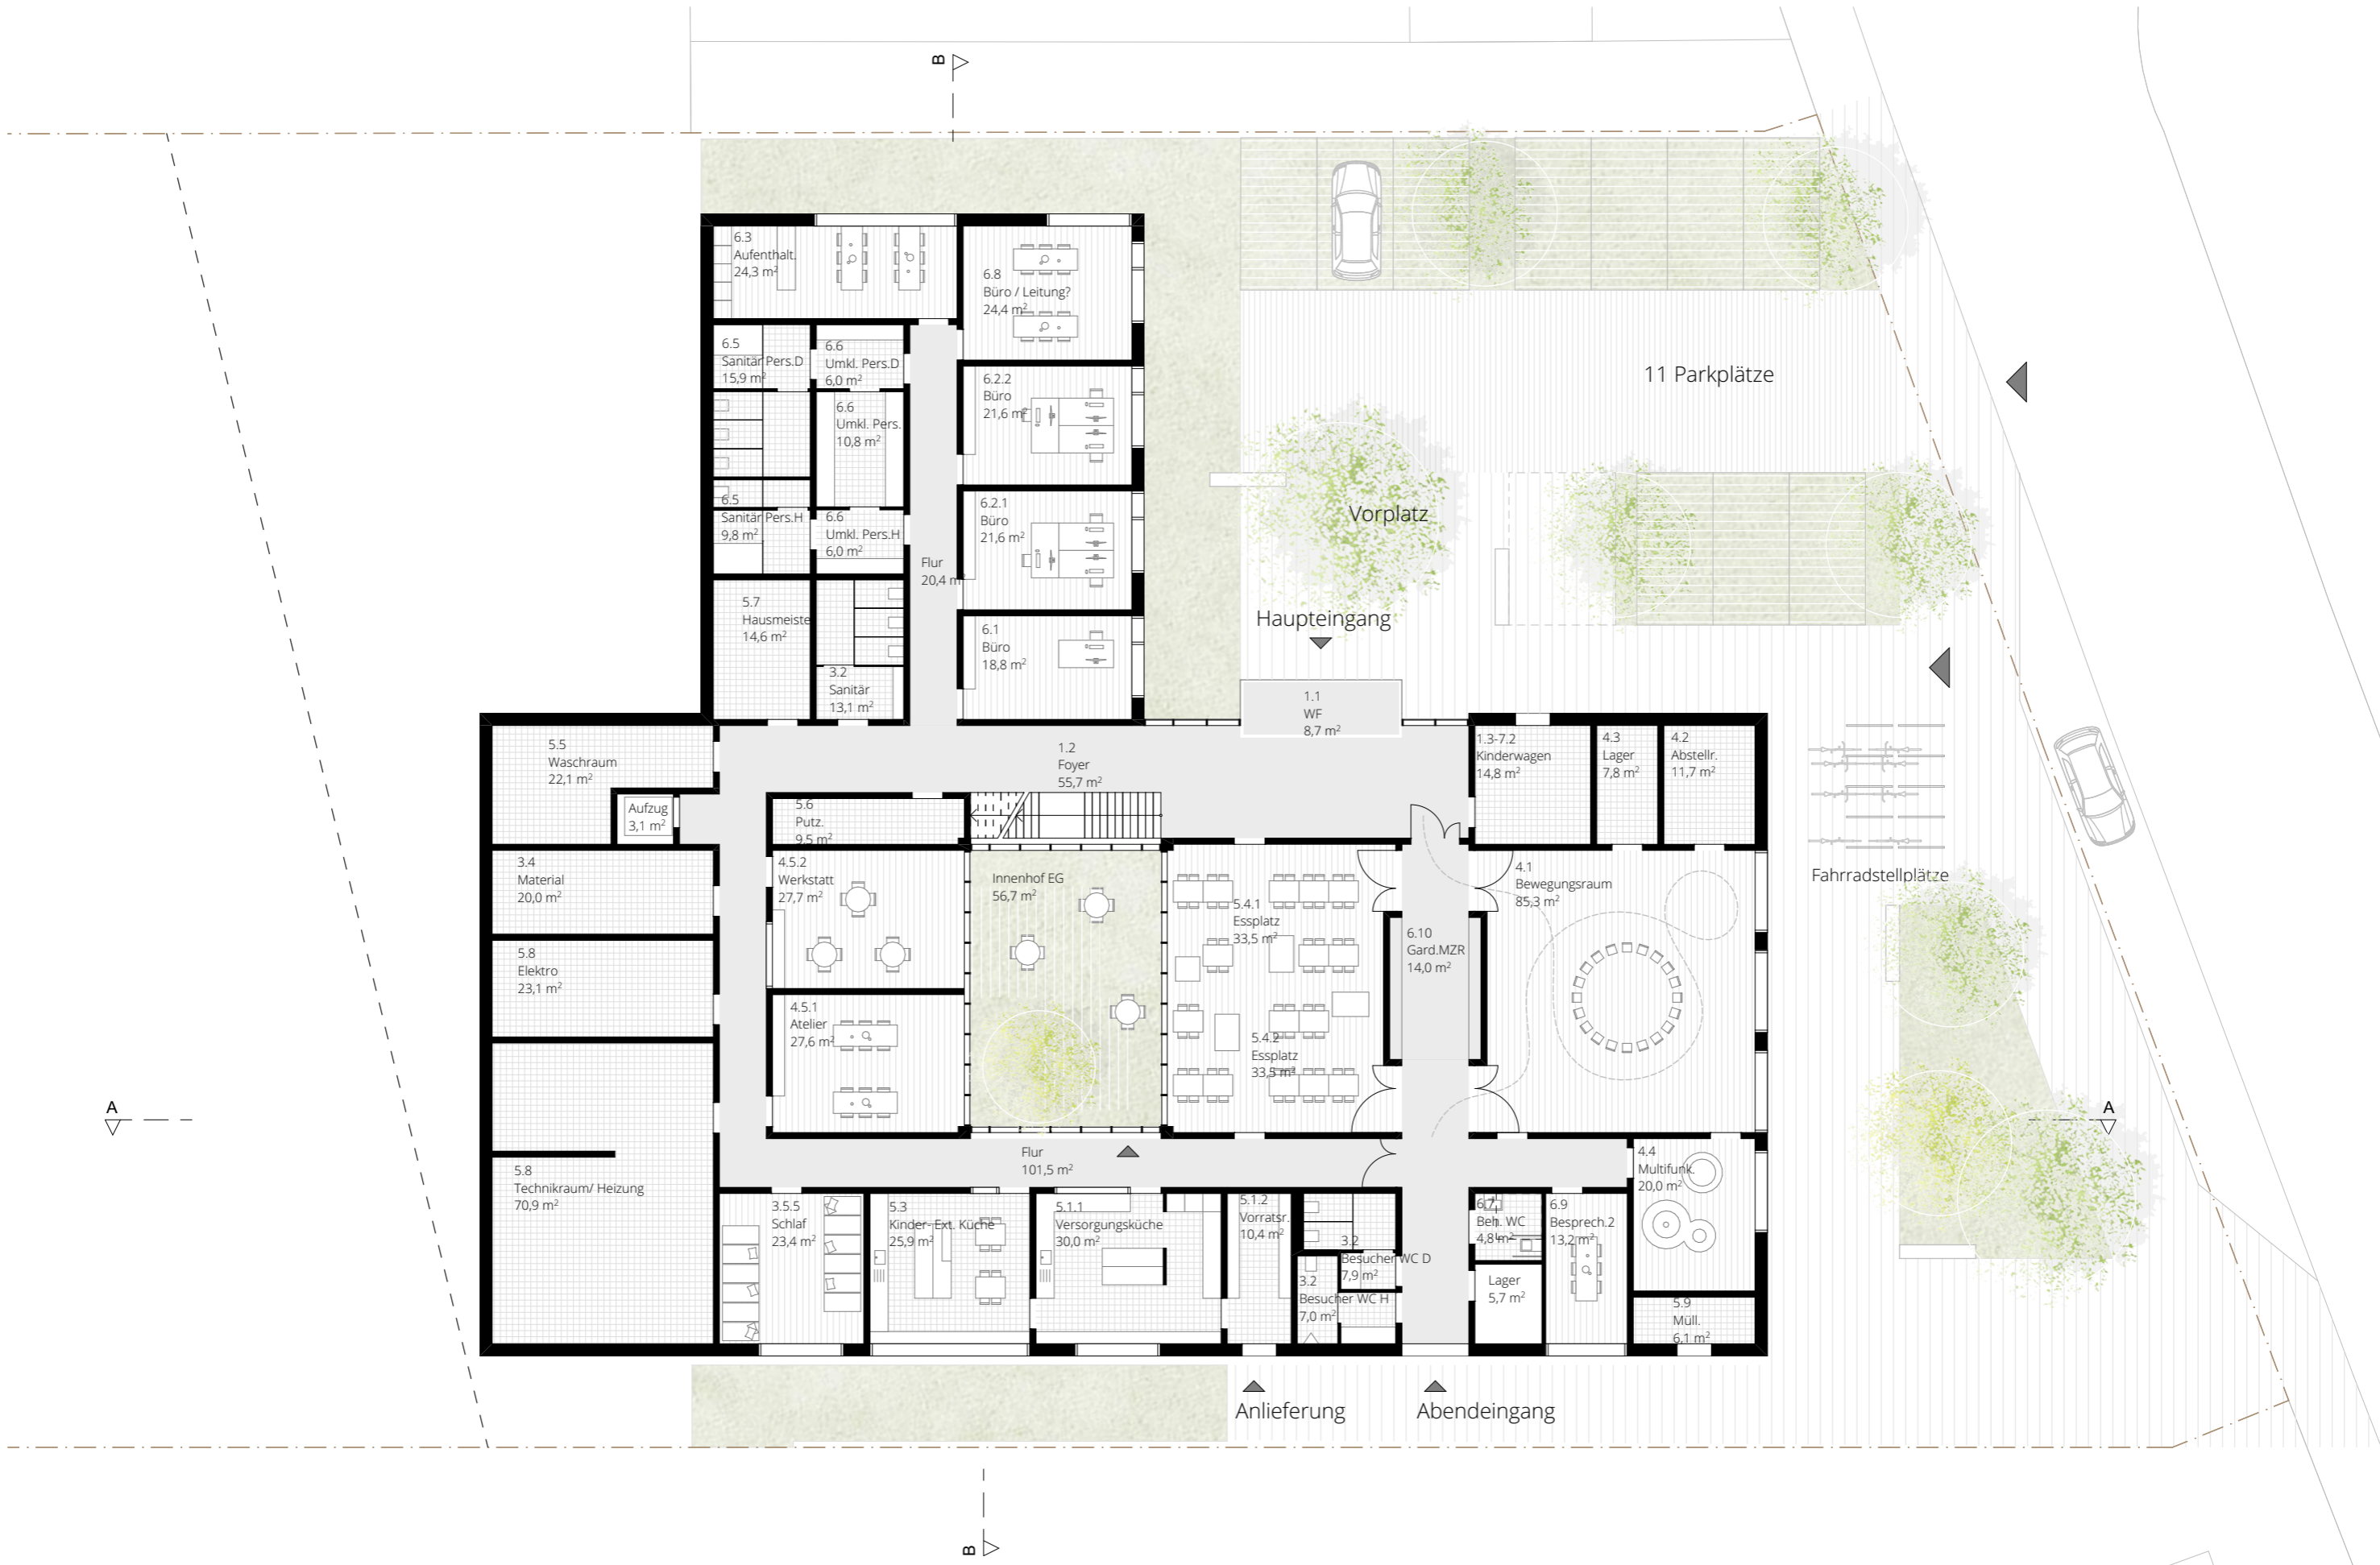 B
6.3
Aufenthalt.
24,3 m²
6.8
Büro / Leitung?
24,4 m²
6.5
Sanitär Pers.D
15,9 m²
6.6
Umkl. Pers.D
6,0 m²
6.2.2
Büro
21,6 m²
11 Parkplätze
6.6
Umkl. Pers.
10,8 m²
6.5
Sanitär Pers.H
9,8 m²
6.6
Umkl. Pers.H
6,0 m²
6.2.1
Büro
21,6 m²
Vorplatz
Flur
20,4 m
5.7
Hausmeiste
14,6 m²
6.1
Büro
18,8 m²
Haupteingang
3.2
Sanitär
13,1 m²
1.1
WF
8,7 m²
5.5
Waschraum
22,1 m²
1.2
Foyer
55,7 m²
1.3-7.2
Kinderwagen
14,8 m²
4.3
Lager
7,8 m²
4.2
Abstellr.
11,7 m²
Aufzug
3,1 m²
5.6
Putz.
9,5 m²
3.4
Material
20,0 m²
4.5.2
Werkstatt
27,7 m²
Innenhof EG
56,7 m²
5.4.1
Essplatz
33,5 m²
4.1
Bewegungsraum
85,3 m²
Fahrradstellplätze
5.8
Elektro
23,1 m²
6.10
Gard.MZR
14,0 m²
4.5.1
Atelier
27,6 m²
5.4.2
Essplatz
33,5 m²
A
A
Flur
101,5 m²
4.4
Multifunk.
20,0 m²
5.8
Technikraum/ Heizung
70,9 m²
3.5.5
Schlaf
23,4 m²
5.3
Kinder- Ext. Küche
25,9 m²
5.1.1
Versorgungsküche
30,0 m²
5.1.2
Vorratsr.
10,4 m²
3.2
Besucher WC D
7,9 m²
6.7
Beh. WC
4,8 m²
6.9
Besprech.2
13,2 m²
3.2
Besucher WC H
7,0 m²
Lager
5,7 m²
5.9
Müll.
6,1 m²
Anlieferung
Abendeingang
B